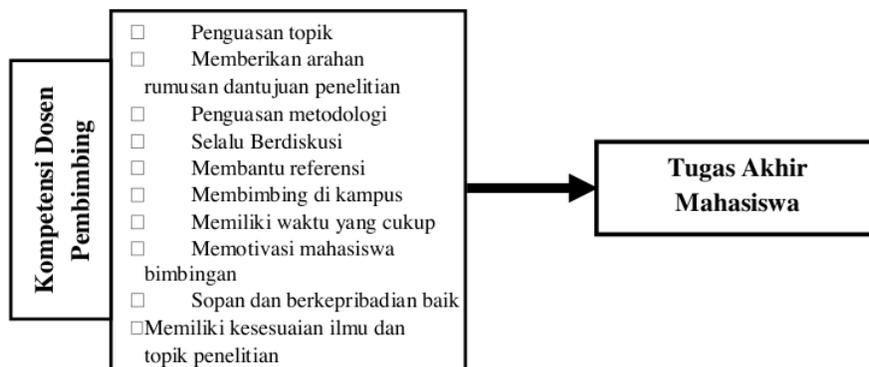 Kompetensi Dosen
Pembimbing
□ Penguasan topik
□ Memberikan arahan
rumusan dantujuan penelitian
□ Penguasan metodologi
□ Selalu Berdiskusi
□ Membantu referensi
□ Membimbing di kampus
□ Memiliki waktu yang cukup
□ Memotivasi mahasiswa
bimbingan
□ Sopan dan berkepribadian baik
□Memiliki kesesuaian ilmu dan
topik penelitian
Tugas Akhir
Mahasiswa